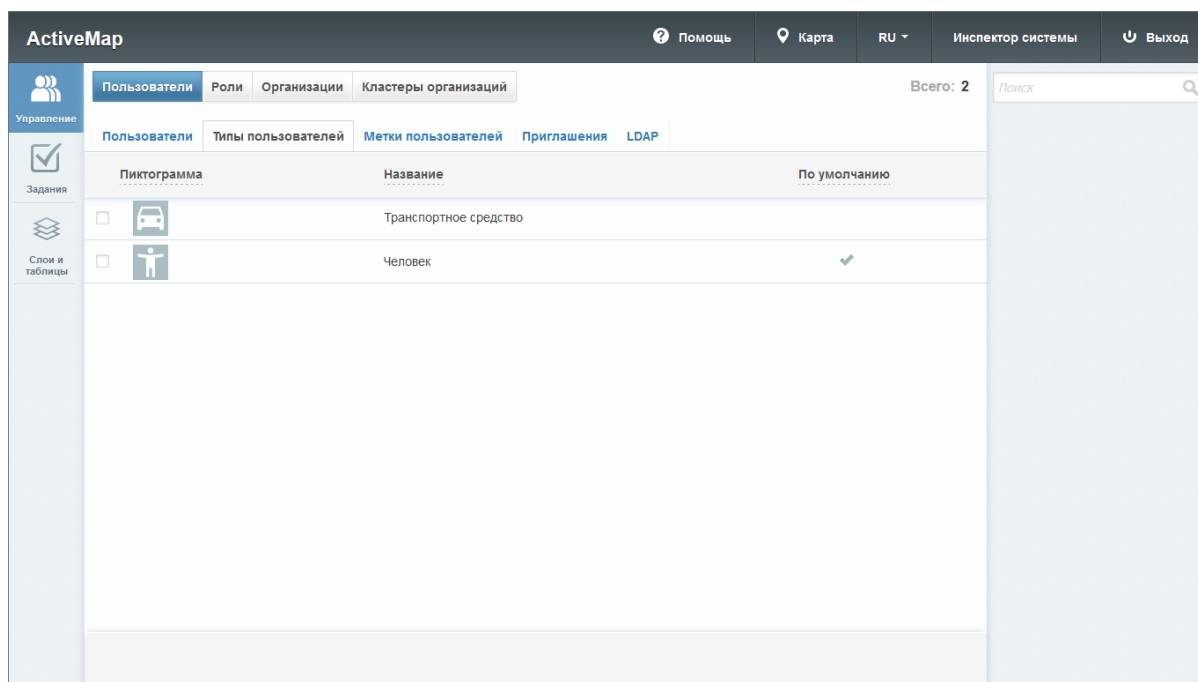 ActiveMap
Помощь
Карта
RU
Инспектор системы
Выход
Управление
Задания
Слои и
таблицы
Пользователи Роли Организации Кластеры организаций
Всего: 2
Поиск
Пользователи Типы пользователей Метки пользователей Приглашения LDAP
Пиктограмма Название По умолчанию
Транспортное средство
Человек